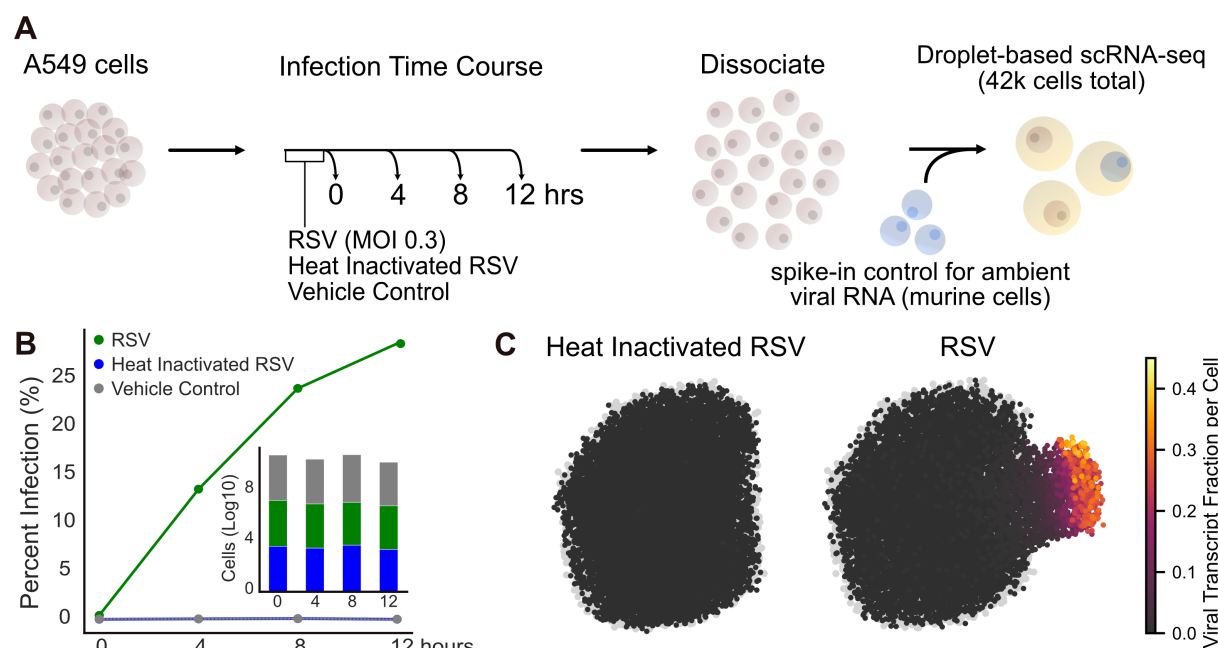 A
A549 cells
Infection Time Course
Dissociate
Droplet-based scRNA-seq
(42k cells total)
0 4 8 12 hrs
RSV (MOI 0.3)
Heat Inactivated RSV
Vehicle Control
spike-in control for ambient
viral RNA (murine cells)
B
RSV
Heat Inactivated RSV
Vehicle Control
Percent Infection (%)
25
20
15
10
5
0
0 4 8 12 hours
Cells (Log10)
8
4
0
0 4 8 12
C
Heat Inactivated RSV
RSV
0.4
0.3
0.2
0.1
0.0
Viral Transcript Fraction per Cell